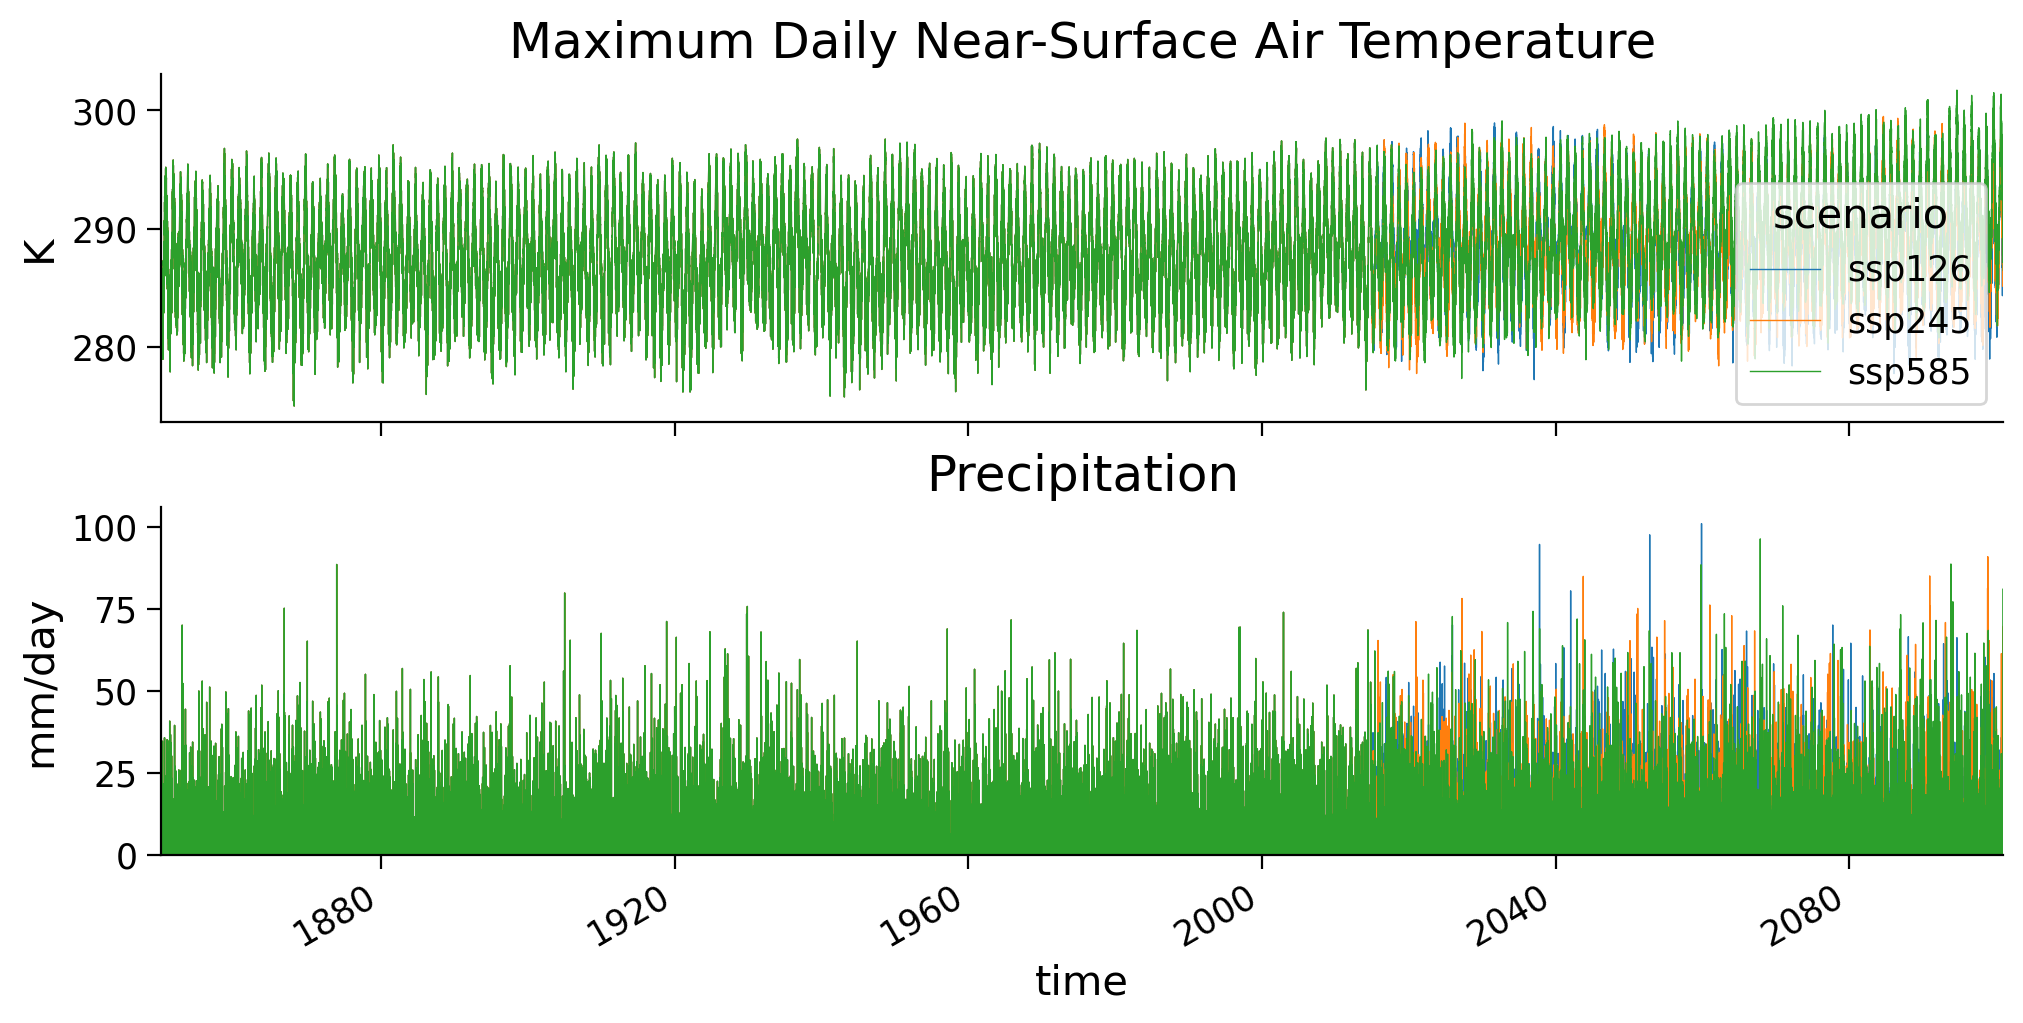 Maximum Daily Near-Surface Air Temperature
300
290
280
K
scenario
ssp126
ssp245
ssp585
Precipitation
100
75
50
25
0
mm/day
1880
1920
1960
2000
2040
2080
time